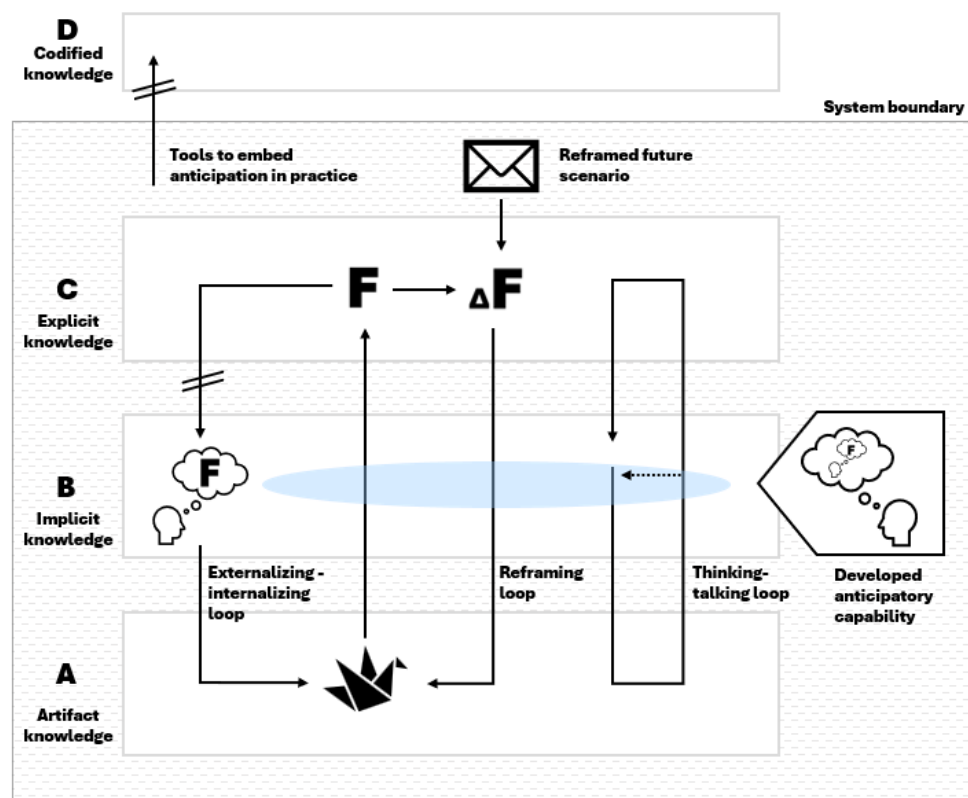 D
Codified
knowledge
System boundary
Tools to embed
anticipation in practice
Reframed future
scenario
C
Explicit
knowledge
F
ΔF
B
Implicit
knowledge
F
F
Externalizing -
internalizing
loop
Reframing
loop
Thinking-
talking loop
Developed
anticipatory
capability
A
Artifact
knowledge